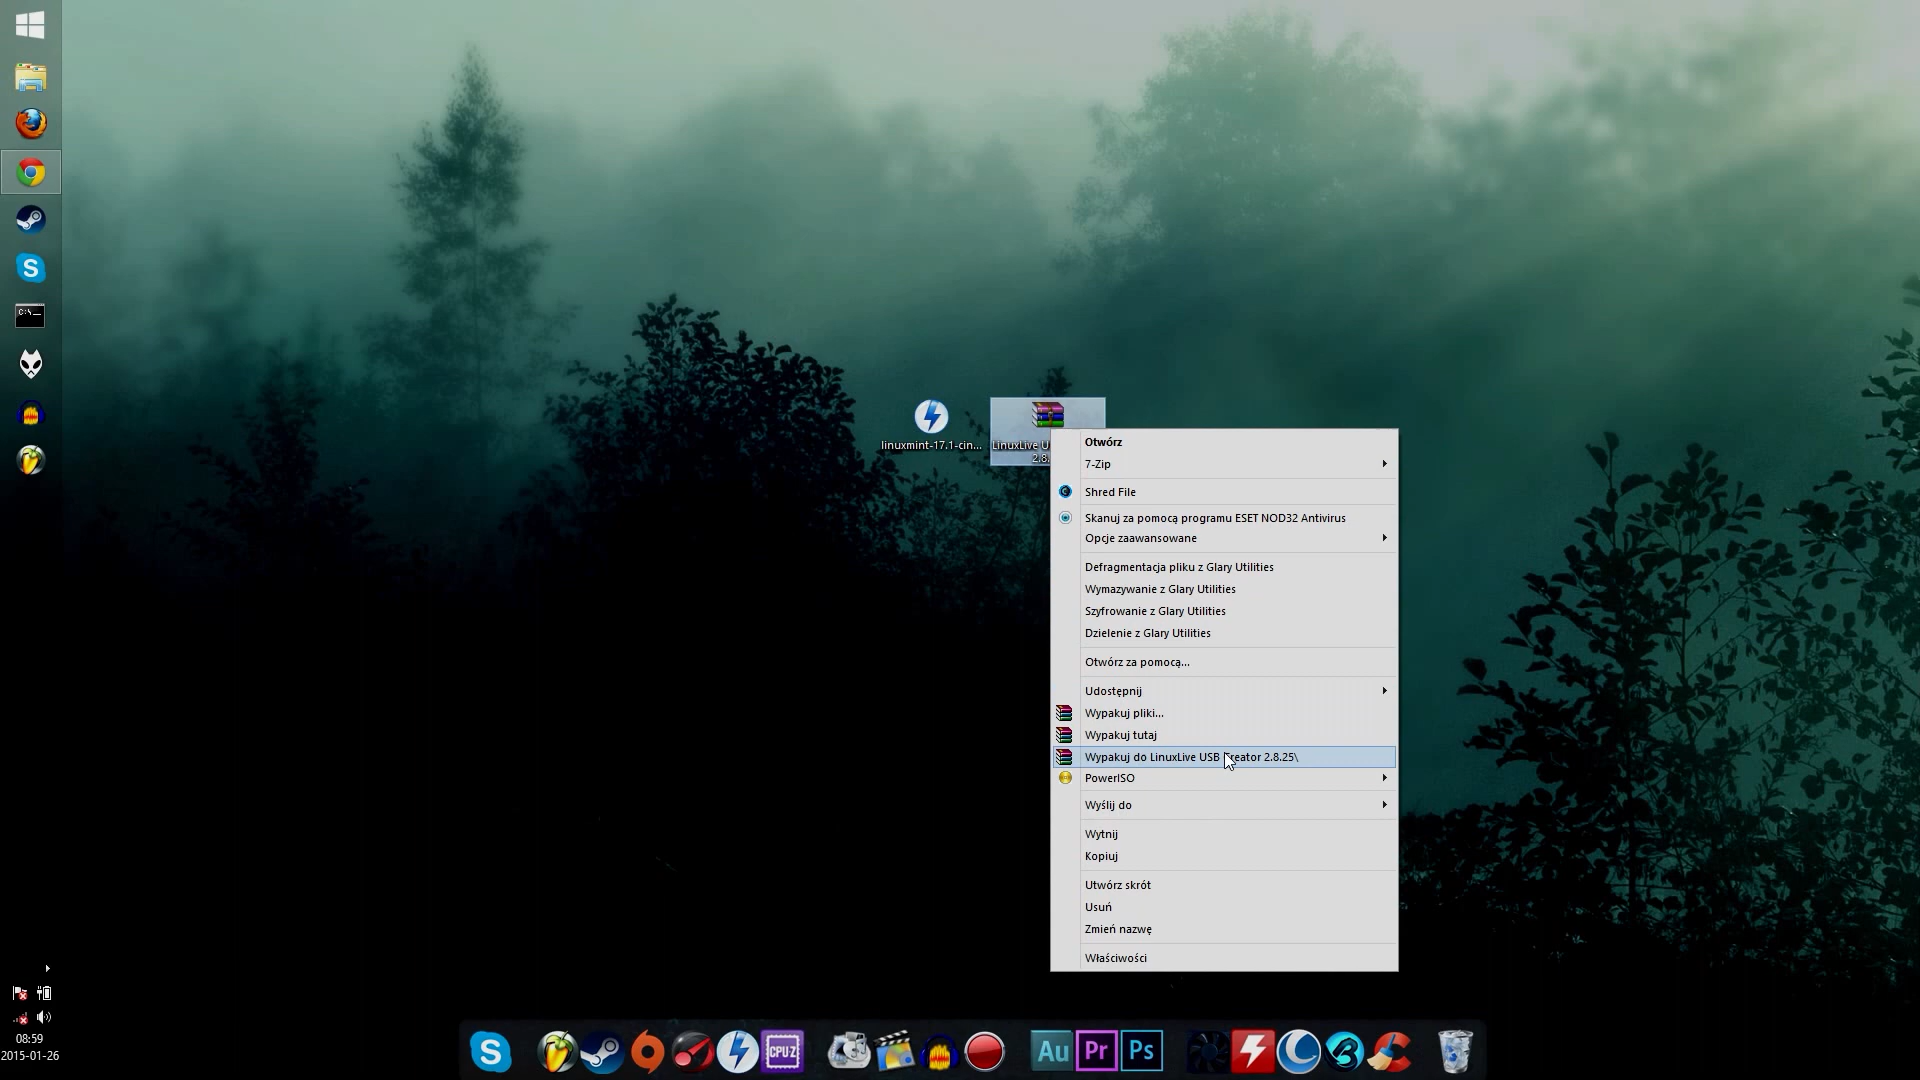 linuxmint-17.1-cin...
LinuxLive U
2.8.
Otwórz
7-Zip
Shred File
Skanuj za pomocą programu ESET NOD32 Antivirus
Opcje zaawansowane
Defragmentacja pliku z Glary Utilities
Wymazywanie z Glary Utilities
Szyfrowanie z Glary Utilities
Dzielenie z Glary Utilities
Otwórz za pomocą...
Udostępnij
Wypakuj pliki...
Wypakuj tutaj
Wypakuj do LinuxLive USB Creator 2.8.25\
PowerISO
Wyślij do
Wytnij
Kopiuj
Utwórz skrót
Usuń
Zmień nazwę
Właściwości
08:59
2015-01-26
C:\
CPU-Z
Au
Pr
Ps